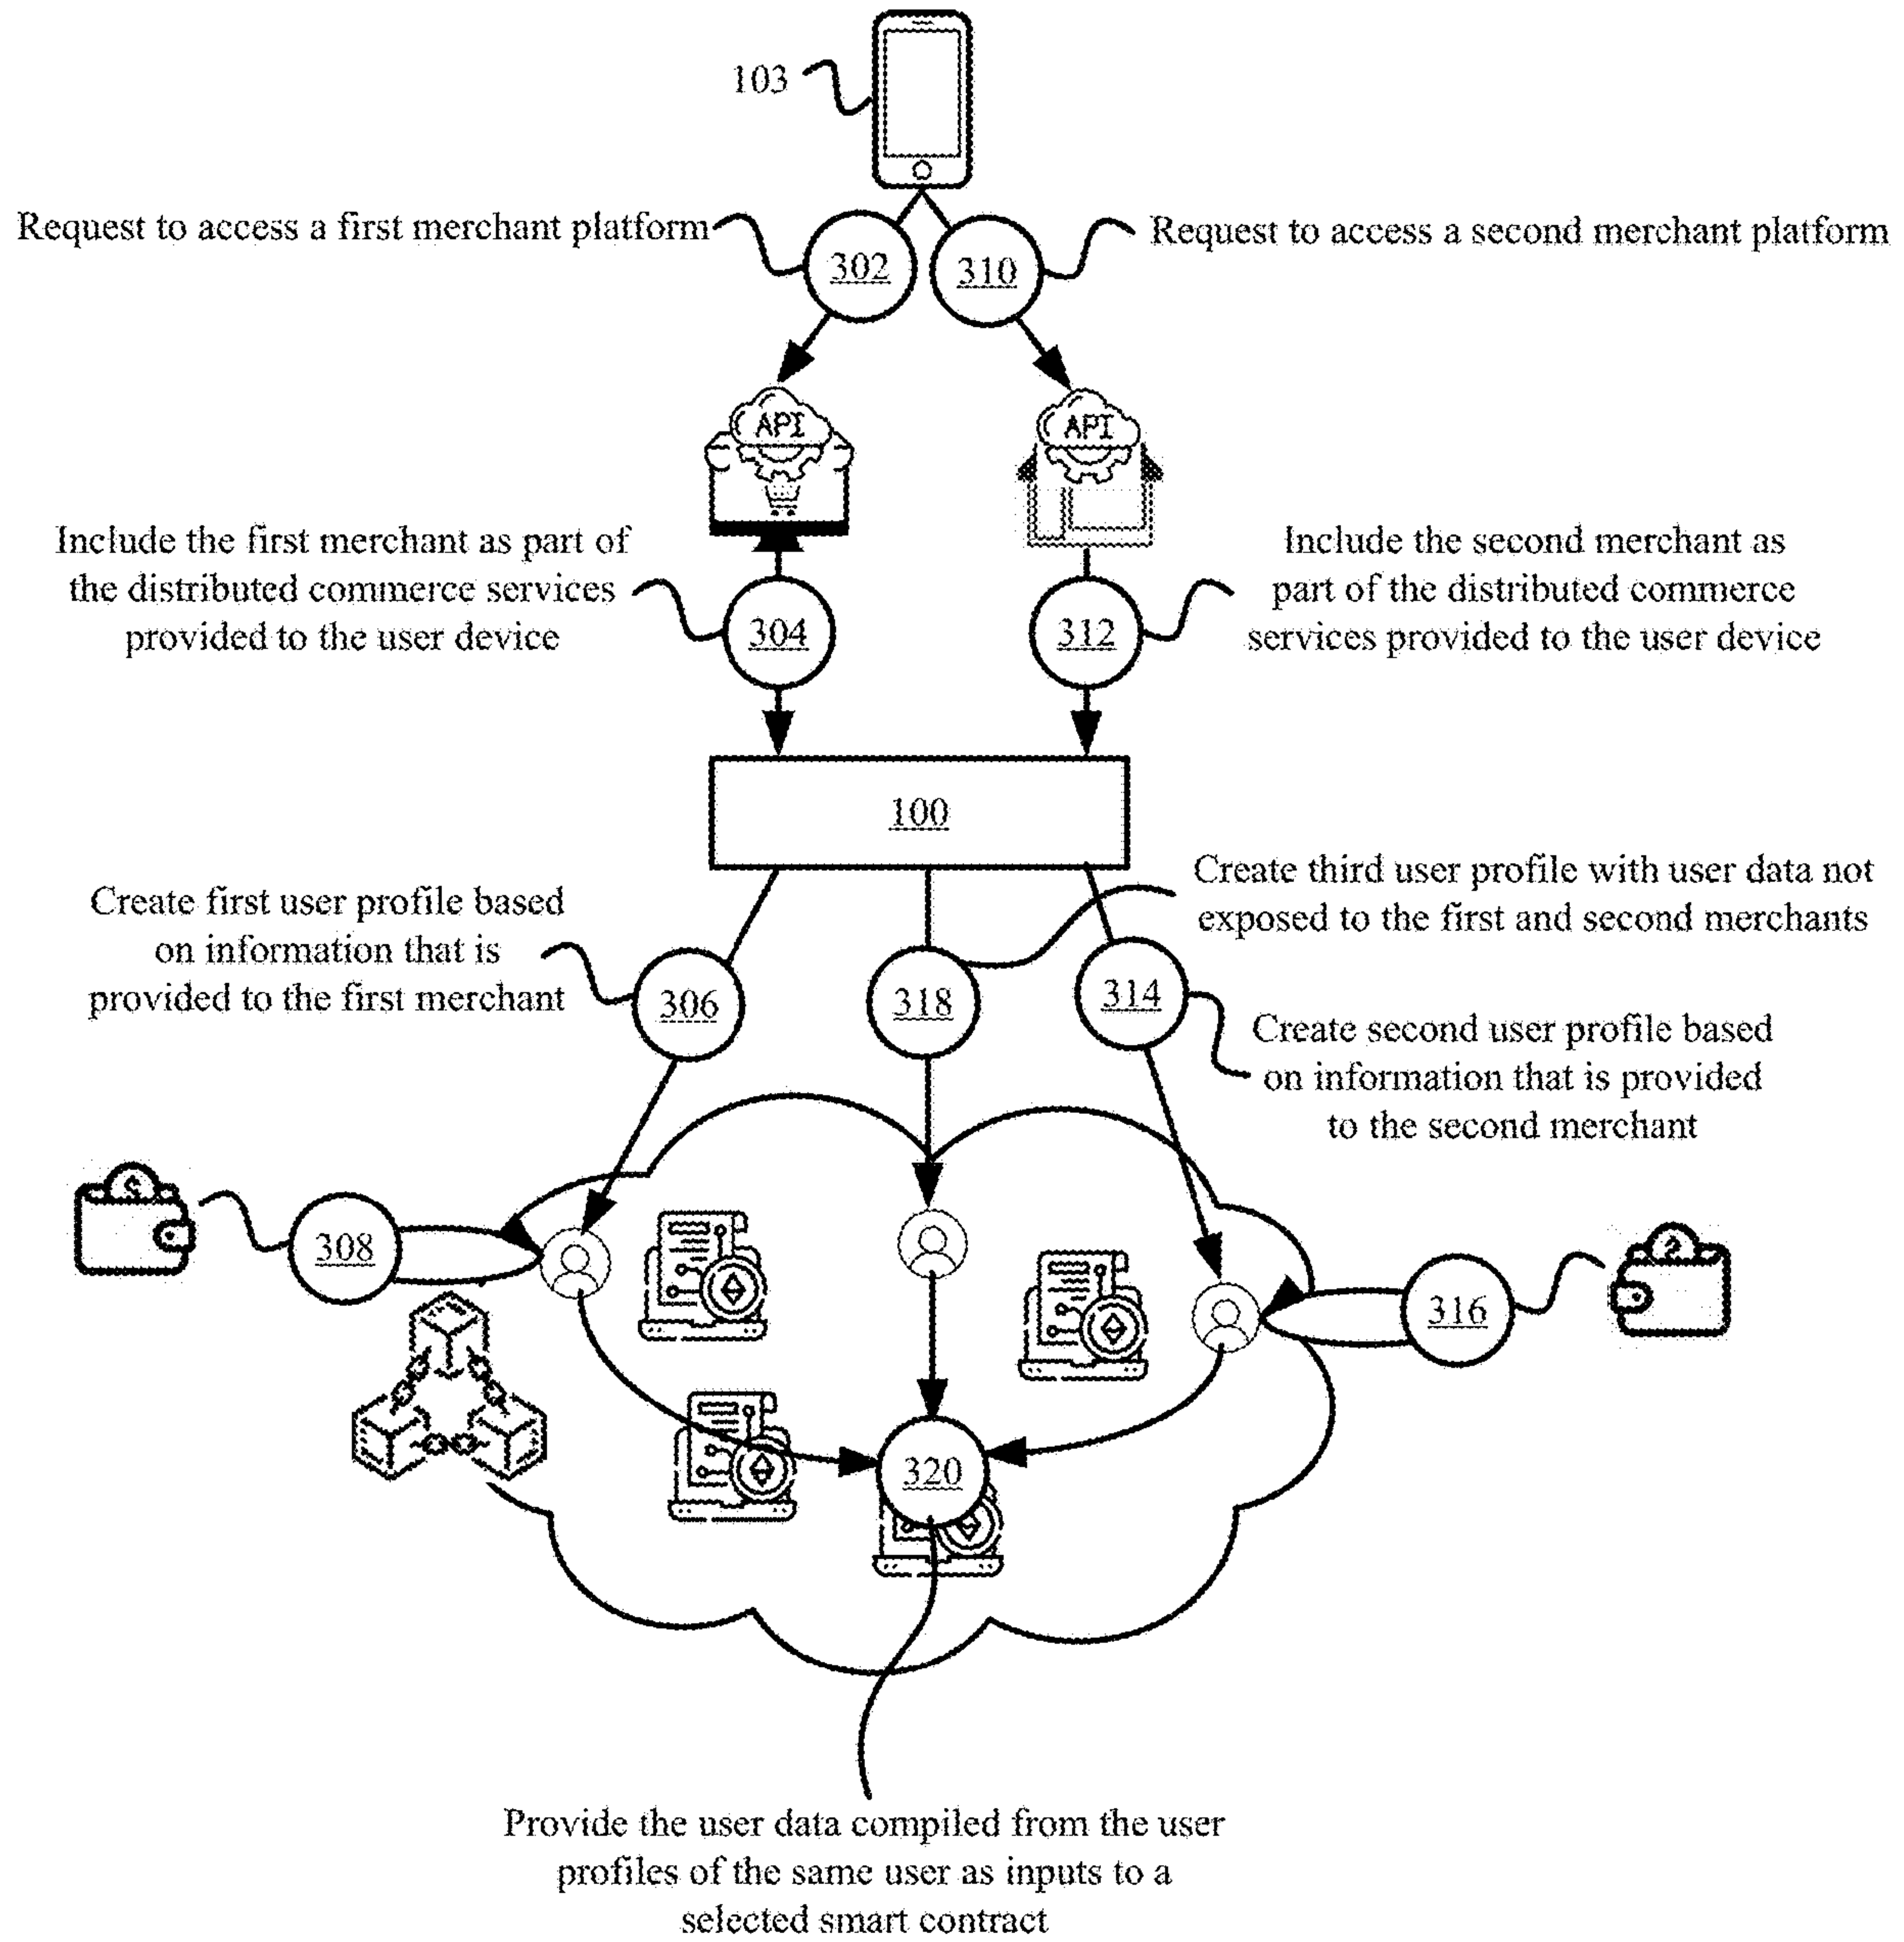 103
Request to access a first merchant platform
302
310
Request to access a second merchant platform
API
API
Include the first merchant as part of
the distributed commerce services
provided to the user device
304
312
Include the second merchant as
part of the distributed commerce
services provided to the user device
100
Create first user profile based
on information that is
provided to the first merchant
306
318
Create third user profile with user data not
exposed to the first and second merchants
314
Create second user profile based
on information that is provided
to the second merchant
308
316
320
Provide the user data compiled from the user
profiles of the same user as inputs to a
selected smart contract